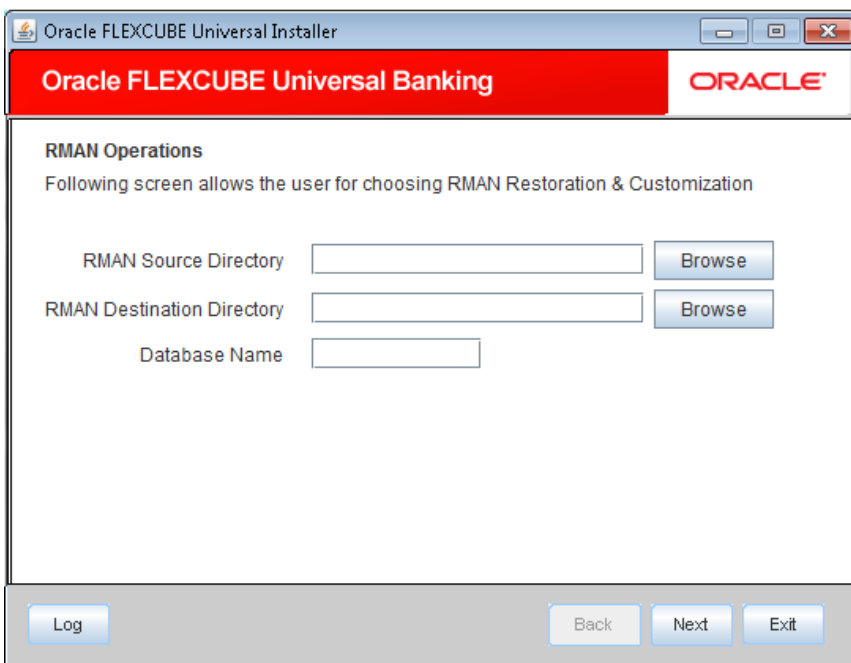 Oracle FLEXCUBE Universal Installer
Oracle FLEXCUBE Universal Banking
ORACLE
RMAN Operations
Following screen allows the user for choosing RMAN Restoration & Customization
RMAN Source Directory
Browse
RMAN Destination Directory
Browse
Database Name
Log
Back
Next
Exit